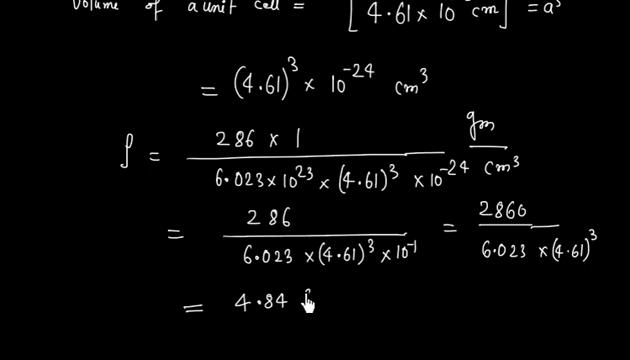 Volume of a unit cell = [4.61 × 10 cm] = a³
= (4.61)³ × 10⁻²⁴ cm³
ρ = 286 × 1 / 6.023×10²³ × (4.61)³ × 10⁻²⁴ gm/cm³
= 286 / 6.023 × (4.61)³ × 10⁻¹ = 2860 / 6.023 × (4.61)³
= 4.84